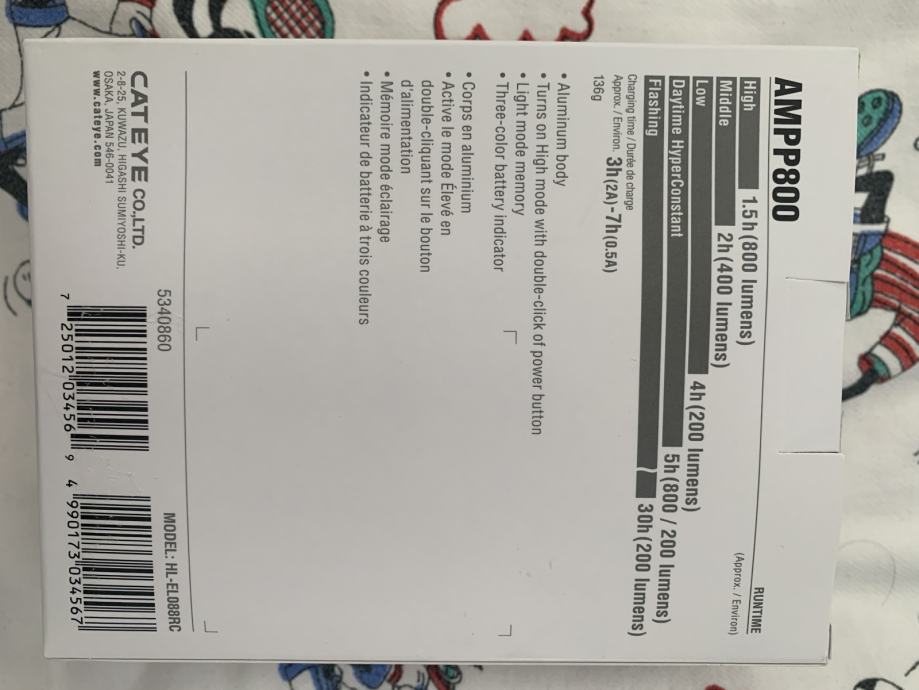 AMPP800
RUNTIME
(Approx. / Environ)
High 1.5h (800 lumens)
Middle 2h (400 lumens)
Low 4h (200 lumens)
Daytime HyperConstant 5h (800 / 200 lumens)
Flashing 30h (200 lumens)
Charging time / Durée de charge
Approx. / Environ. 3h(2A)-7h(0.5A)
136g
• Aluminum body
• Turns on High mode with double-click of power button
• Light mode memory
• Three-color battery indicator
• Corps en aluminium
• Active le mode Élevé en
double-cliquant sur le bouton
d'alimentation
• Mémoire mode éclairage
• Indicateur de batterie à trois couleurs
CAT EYE CO.,LTD.
2-8-25, KUWAZU, HIGASHI SUMIYOSHI-KU,
OSAKA, JAPAN 546-0041
www.cateye.com
5340860
7 25012 03456 9
MODEL: HL-EL088RC
4 990173 034567